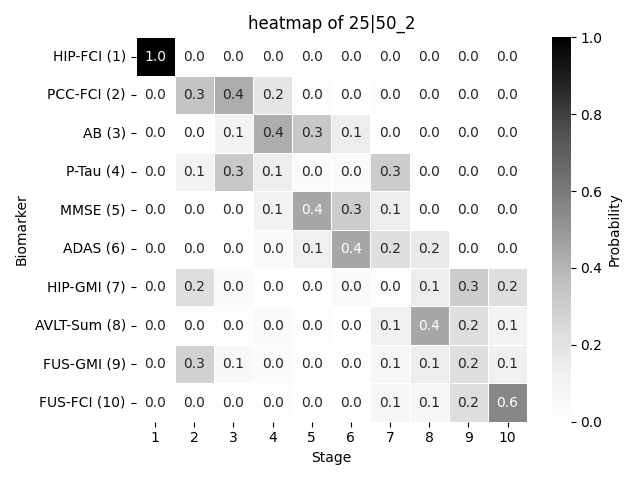 heatmap of 25|50_2
HIP-FCI (1) 1.0 0.0 0.0 0.0 0.0 0.0 0.0 0.0 0.0 0.0
PCC-FCI (2) 0.0 0.3 0.4 0.2 0.0 0.0 0.0 0.0 0.0 0.0
AB (3) 0.0 0.0 0.1 0.4 0.3 0.1 0.0 0.0 0.0 0.0
P-Tau (4) 0.0 0.1 0.3 0.1 0.0 0.0 0.3 0.0 0.0 0.0
MMSE (5) 0.0 0.0 0.0 0.1 0.4 0.3 0.1 0.0 0.0 0.0
ADAS (6) 0.0 0.0 0.0 0.0 0.1 0.4 0.2 0.2 0.0 0.0
HIP-GMI (7) 0.0 0.2 0.0 0.0 0.0 0.0 0.0 0.1 0.3 0.2
AVLT-Sum (8) 0.0 0.0 0.0 0.0 0.0 0.0 0.1 0.4 0.2 0.1
FUS-GMI (9) 0.0 0.3 0.1 0.0 0.0 0.0 0.1 0.1 0.2 0.1
FUS-FCI (10) 0.0 0.0 0.0 0.0 0.0 0.0 0.1 0.1 0.2 0.6
1 2 3 4 5 6 7 8 9 10
Stage
Biomarker
1.0
0.8
0.6
0.4
0.2
0.0
Probability